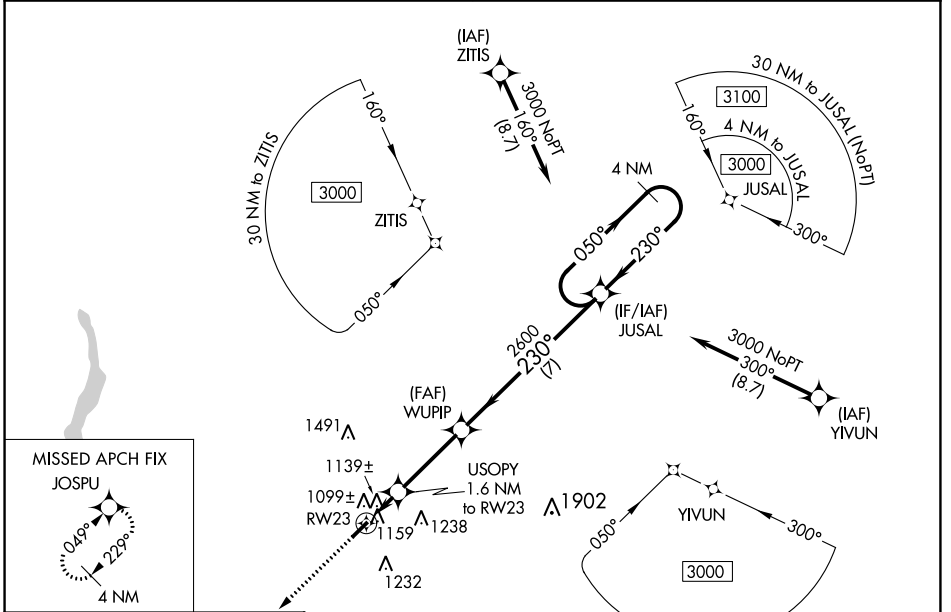 (IAF)
ZITIS
3000 NoPT
160°
(8.7)
30 NM to ZITIS
160°
3000
ZITIS
050°
30 NM to JUSAL (NoPT)
3100
4 NM to JUSAL
3000
160°
JUSAL
300°
4 NM
050°
230°
(IF/IAF)
JUSAL
2600
230°
(7)
3000 NoPT
300°
(8.7)
(IAF)
YIVUN
(FAF)
WUPIP
1491
1139±
1099±
RW23
1159
1238
1232
USOPY
1.6 NM
to RW23
1902
YIVUN
050°
300°
3000
MISSED APCH FIX
JOSPU
049°
229°
4 NM